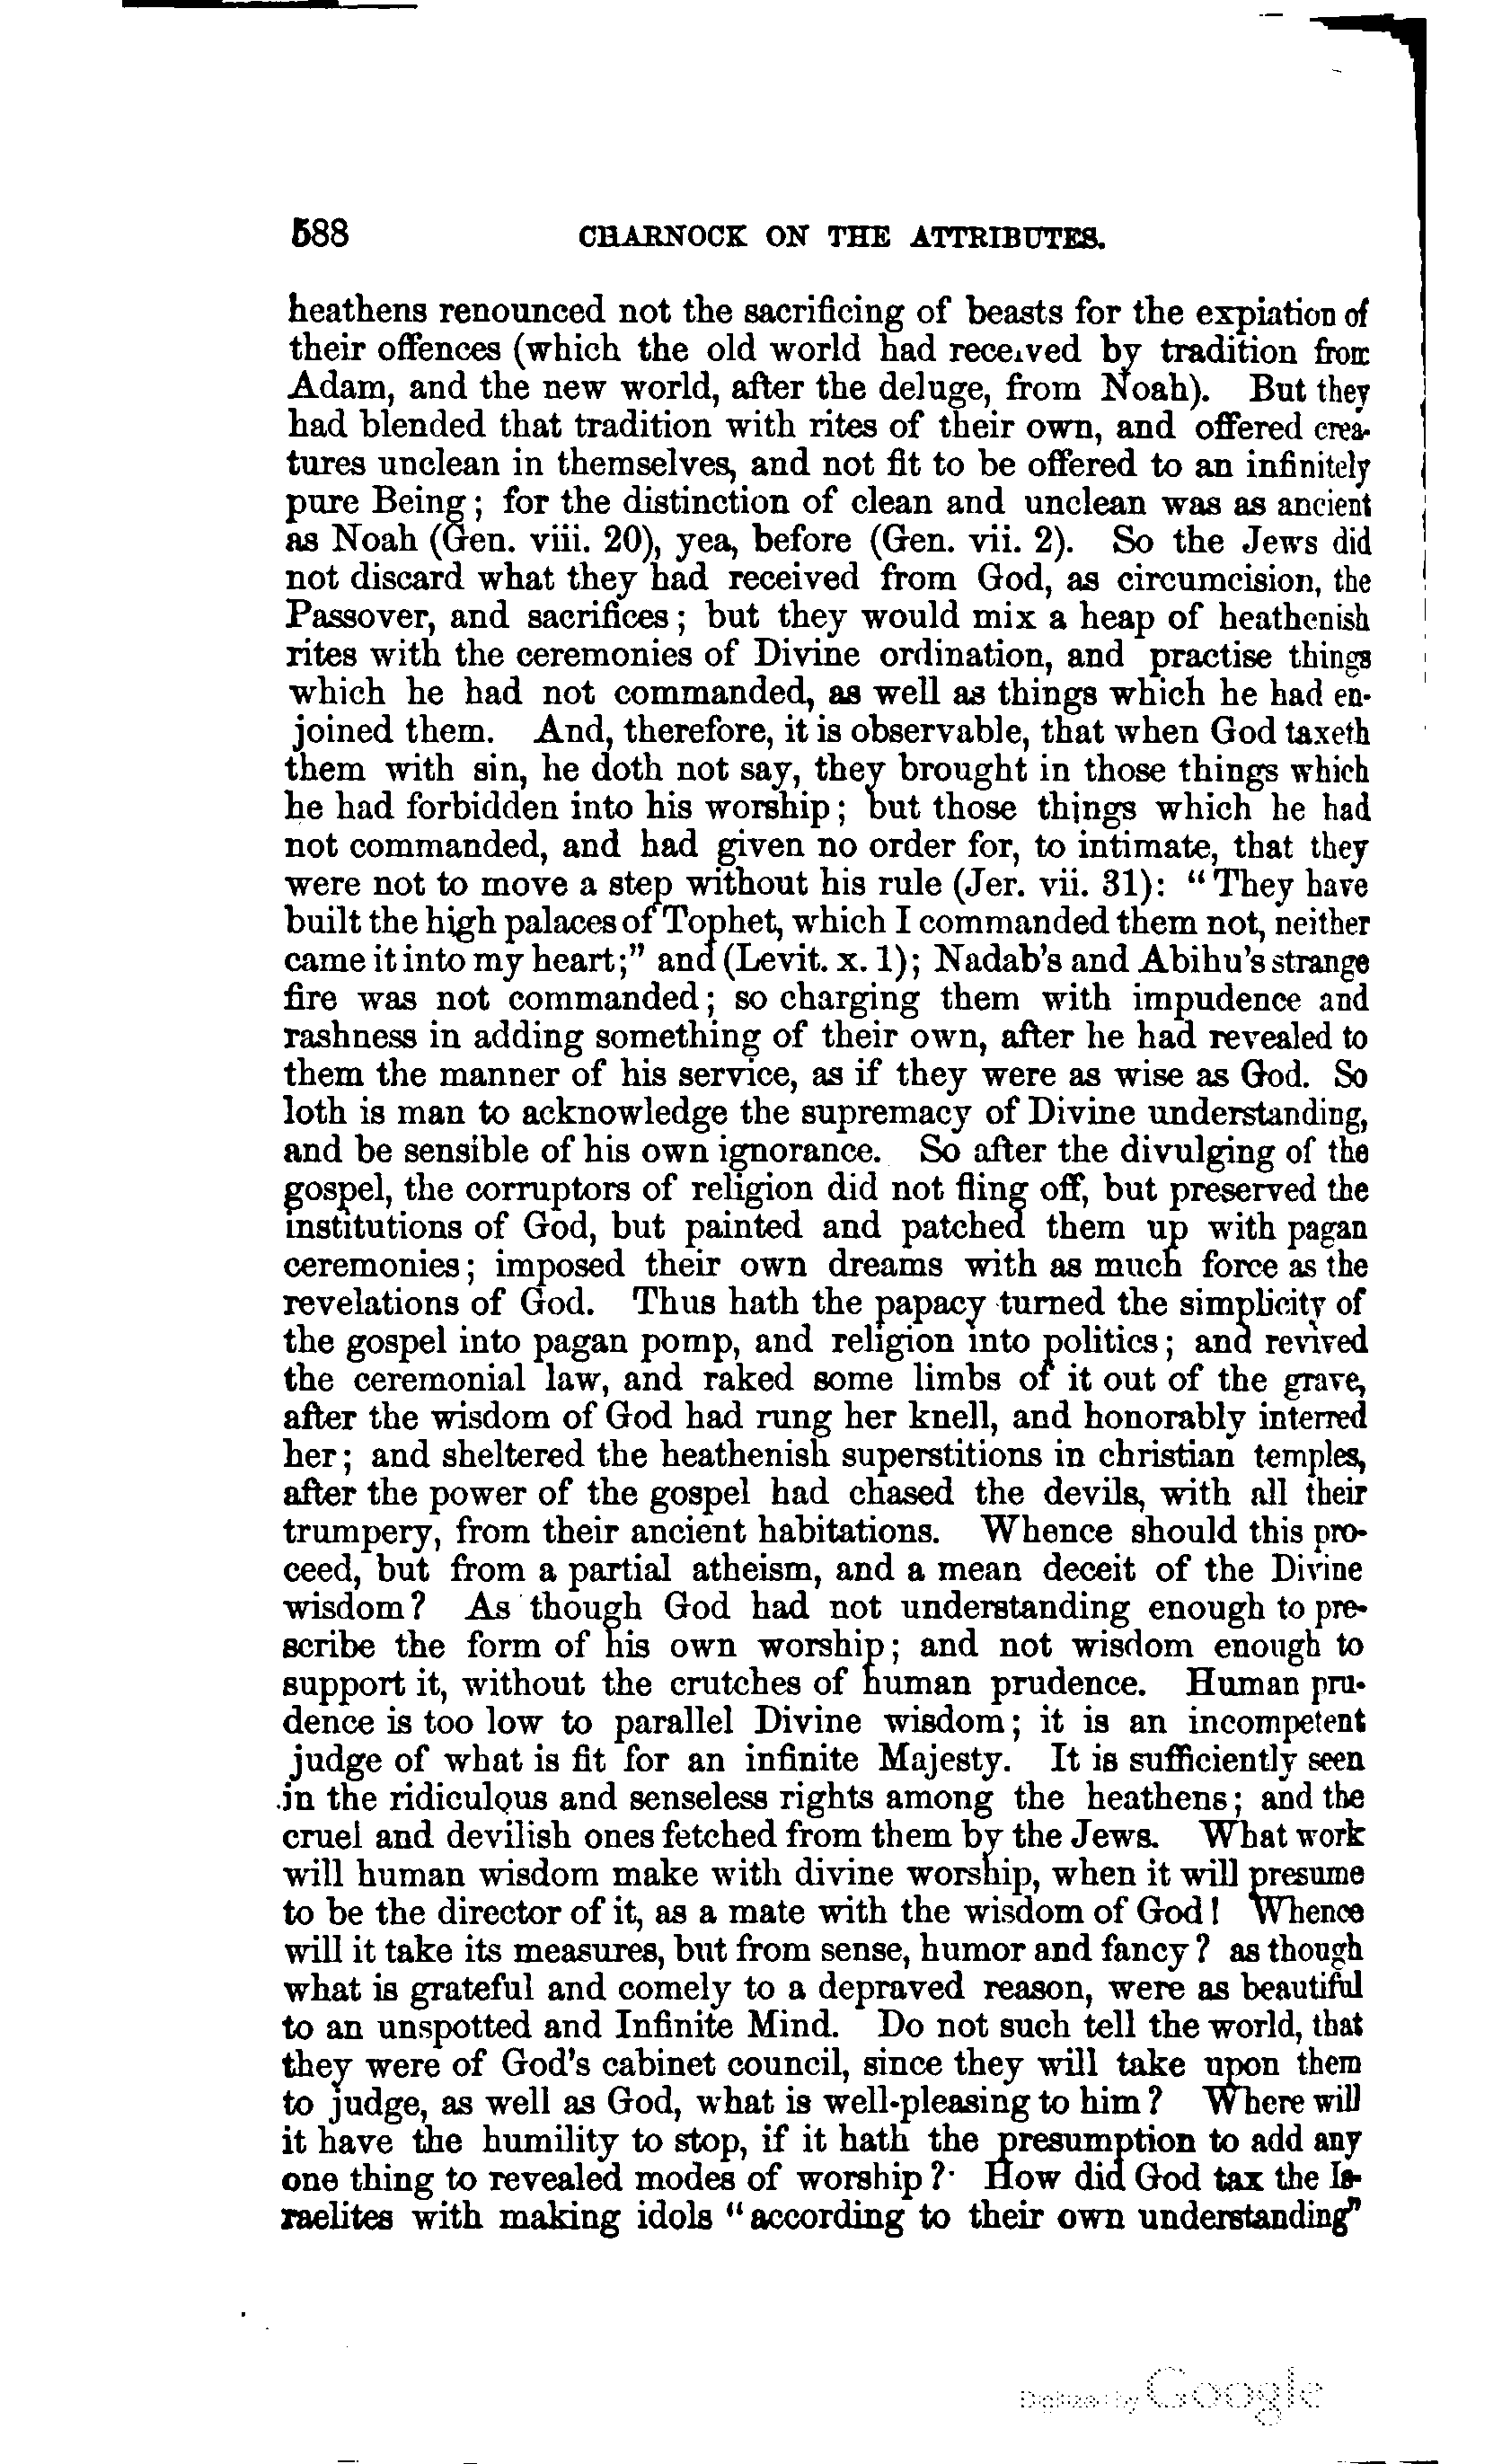 588 CHARNOCK ON THE ATTRIBUTES.
heathens renounced not the sacrificing of beasts for the expiation of
their offences (which the old world had received by tradition from
Adam, and the new world, after the deluge, from Noah). But they
had blended that tradition with rites of their own, and offered crea-
tures unclean in themselves, and not fit to be offered to an infinitely
pure Being; for the distinction of clean and unclean was as ancient
as Noah (Gen. viii. 20), yea, before (Gen. vii. 2). So the Jews did
not discard what they had received from God, as circumcision, the
Passover, and sacrifices; but they would mix a heap of heathenish
rites with the ceremonies of Divine ordination, and practise things
which he had not commanded, as well as things which he had en-
joined them. And, therefore, it is observable, that when God taxeth
them with sin, he doth not say, they brought in those things which
he had forbidden into his worship; but those things which he had
not commanded, and had given no order for, to intimate, that they
were not to move a step without his rule (Jer. vii. 31): "They have
built the high palaces of Tophet, which I commanded them not, neither
came it into my heart;" and (Levit. x. 1); Nadab's and Abihu's strange
fire was not commanded; so charging them with impudence and
rashness in adding something of their own, after he had revealed to
them the manner of his service, as if they were as wise as God. So
loth is man to acknowledge the supremacy of Divine understanding,
and be sensible of his own ignorance. So after the divulging of the
gospel, the corruptors of religion did not fling off, but preserved the
institutions of God, but painted and patched them up with pagan
ceremonies; imposed their own dreams with as much force as the
revelations of God. Thus hath the papacy turned the simplicity of
the gospel into pagan pomp, and religion into politics; and revived
the ceremonial law, and raked some limbs of it out of the grave,
after the wisdom of God had rung her knell, and honorably interred
her; and sheltered the heathenish superstitions in christian temples,
after the power of the gospel had chased the devils, with all their
trumpery, from their ancient habitations. Whence should this pro-
ceed, but from a partial atheism, and a mean deceit of the Divine
wisdom? As though God had not understanding enough to pre-
scribe the form of his own worship; and not wisdom enough to
support it, without the crutches of human prudence. Human pru-
dence is too low to parallel Divine wisdom; it is an incompetent
judge of what is fit for an infinite Majesty. It is sufficiently seen
in the ridiculous and senseless rights among the heathens; and the
cruel and devilish ones fetched from them by the Jews. What work
will human wisdom make with divine worship, when it will presume
to be the director of it, as a mate with the wisdom of God! Whence
will it take its measures, but from sense, humor and fancy? as though
what is grateful and comely to a depraved reason, were as beautiful
to an unspotted and Infinite Mind. Do not such tell the world, that
they were of God's cabinet council, since they will take upon them
to judge, as well as God, what is well-pleasing to him? Where will
it have the humility to stop, if it hath the presumption to add any
one thing to revealed modes of worship? How did God tax the Is-
raelites with making idols "according to their own understanding"
Digitized by Google